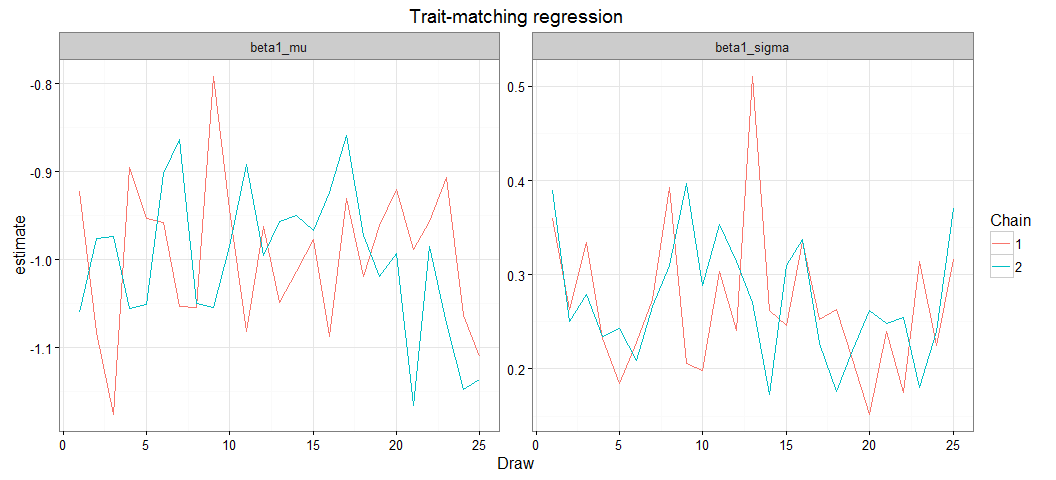 Trait-matching regression
beta1_mu
beta1_sigma
estimate
-0.8
-0.9
-1.0
-1.1
0.5
0.4
0.3
0.2
0 5 10 15 20 25
0 5 10 15 20 25
Draw
Chain
1
2